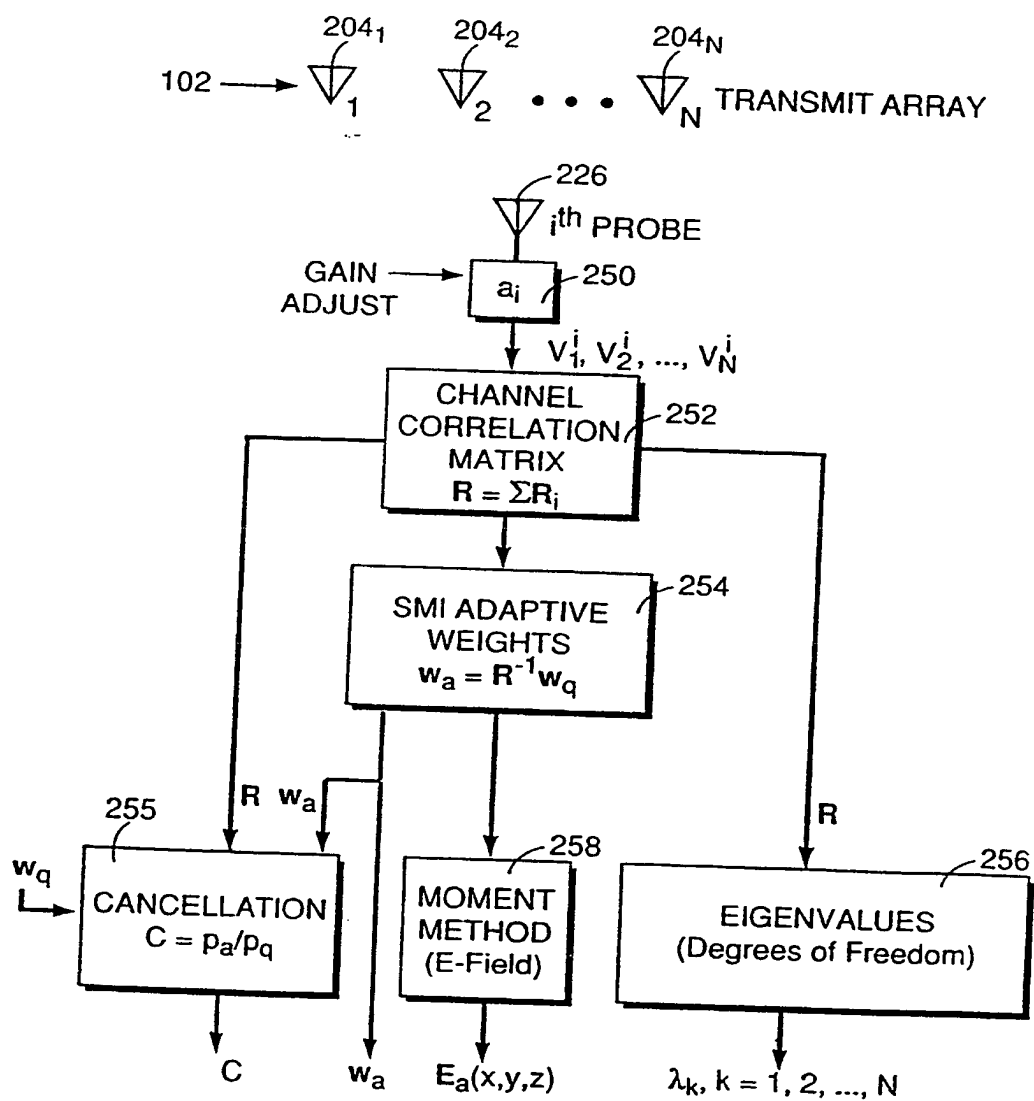 204₁ 204₂ 204_N
102
1 2 • • • N TRANSMIT ARRAY
226
iᵗʰ PROBE
GAIN
ADJUST
aᵢ
250
V₁ⁱ, V₂ⁱ, ..., V_Nⁱ
CHANNEL
CORRELATION
MATRIX
R = ΣRᵢ
252
SMI ADAPTIVE
WEIGHTS
wₐ = R⁻¹w_q
254
R wₐ
R
255
w_q
CANCELLATION
C = pₐ/p_q
258
MOMENT
METHOD
(E-Field)
256
EIGENVALUES
(Degrees of Freedom)
C
wₐ
Eₐ(x,y,z)
λₖ, k = 1, 2, ..., N